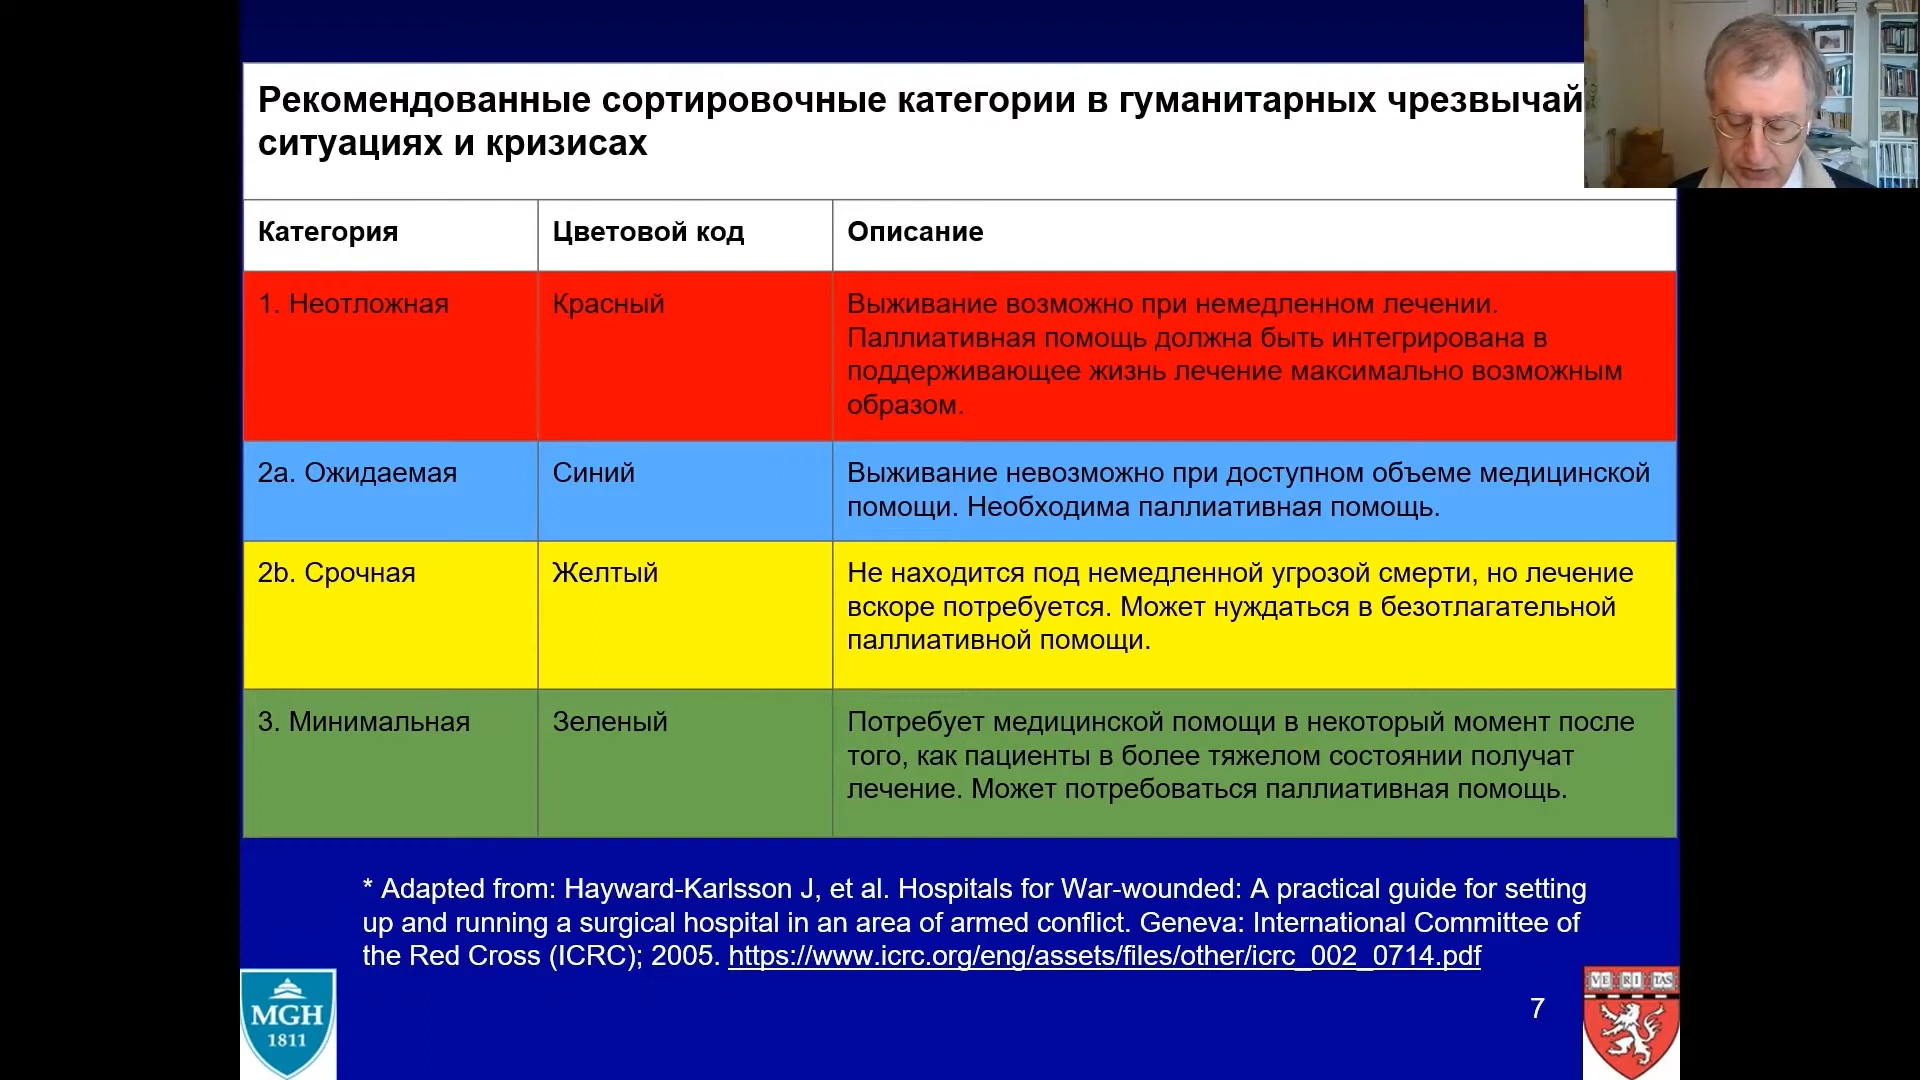 Рекомендованные сортировочные категории в гуманитарных чрезвычай
ситуациях и кризисах
Категория
Цветовой код
Описание
1. Неотложная
Красный
Выживание возможно при немедленном лечении.
Паллиативная помощь должна быть интегрирована в
поддерживающее жизнь лечение максимально возможным
образом.
2a. Ожидаемая
Синий
Выживание невозможно при доступном объеме медицинской
помощи. Необходима паллиативная помощь.
2b. Срочная
Желтый
Не находится под немедленной угрозой смерти, но лечение
вскоре потребуется. Может нуждаться в безотлагательной
паллиативной помощи.
3. Минимальная
Зеленый
Потребует медицинской помощи в некоторый момент после
того, как пациенты в более тяжелом состоянии получат
лечение. Может потребоваться паллиативная помощь.
* Adapted from: Hayward-Karlsson J, et al. Hospitals for War-wounded: A practical guide for setting
up and running a surgical hospital in an area of armed conflict. Geneva: International Committee of
the Red Cross (ICRC); 2005. https://www.icrc.org/eng/assets/files/other/icrc_002_0714.pdf
7
MGH
1811
VE RI TAS